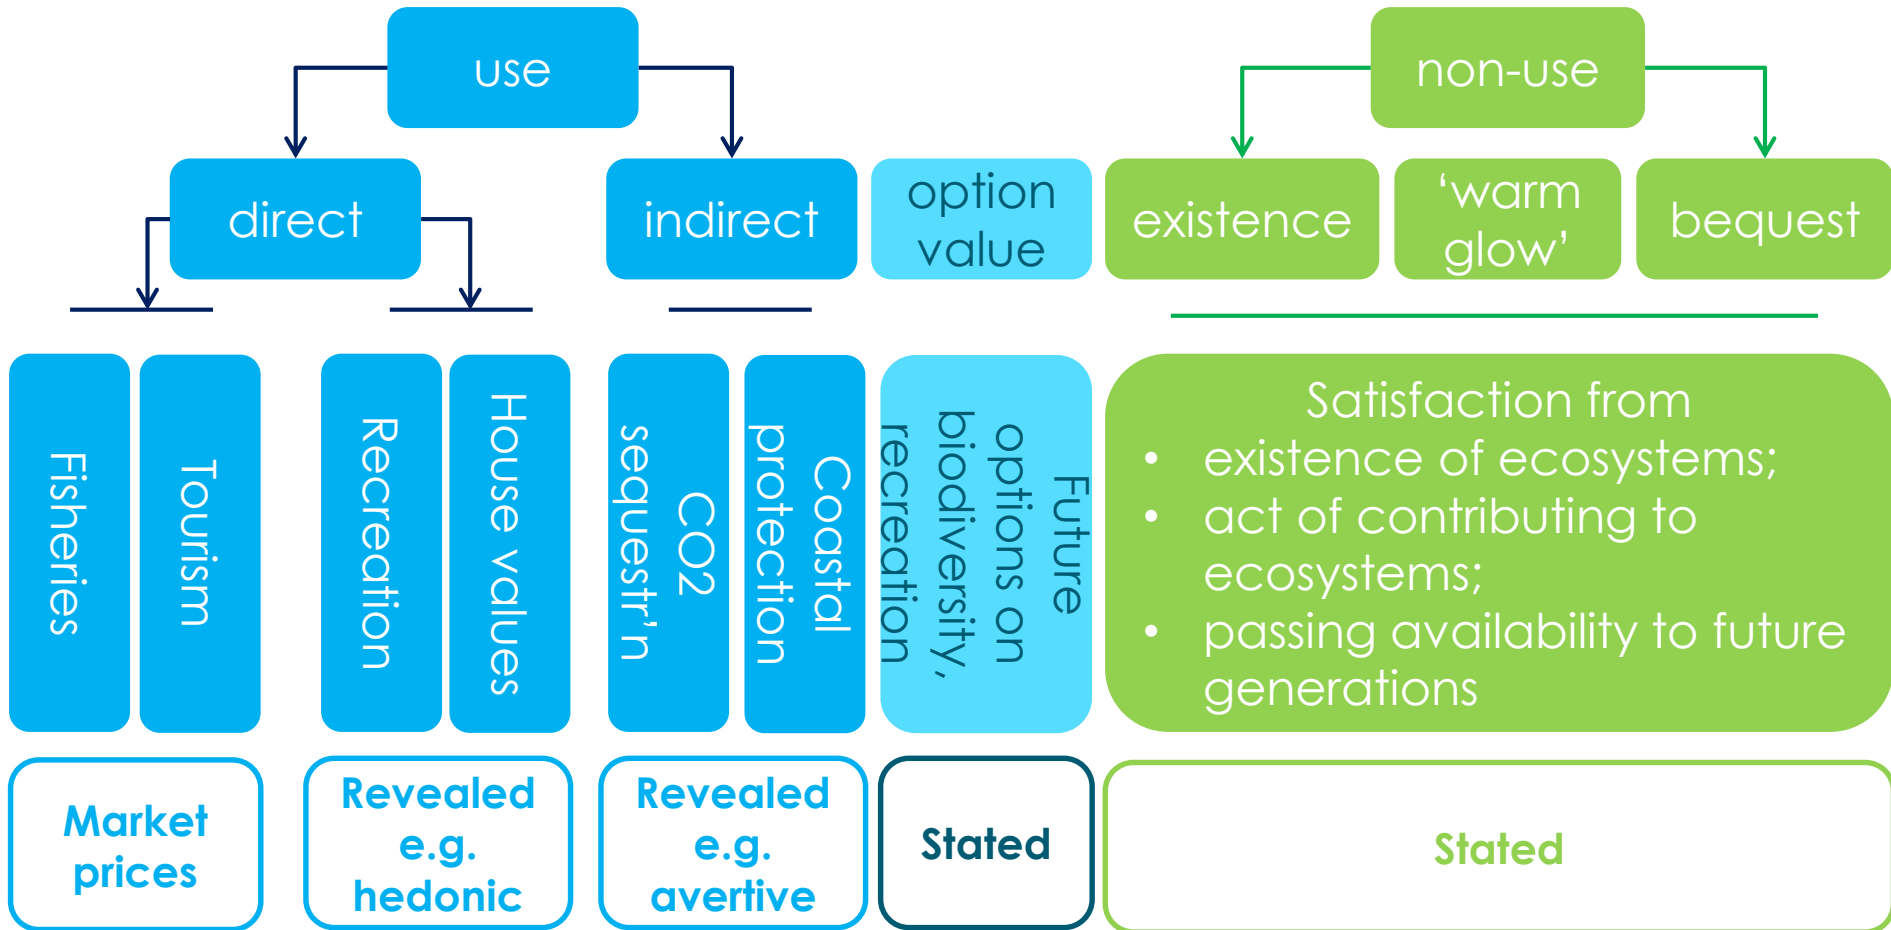 use
non-use
direct
indirect
option
value
existence
‘warm
glow’
bequest
Fisheries
Tourism
Recreation
House values
CO2
sequestr’n
Coastal
protection
Future
options on
biodiversity,
recreation
Satisfaction from
• existence of ecosystems;
• act of contributing to
ecosystems;
• passing availability to future
generations
Market
prices
Revealed
e.g.
hedonic
Revealed
e.g.
avertive
Stated
Stated